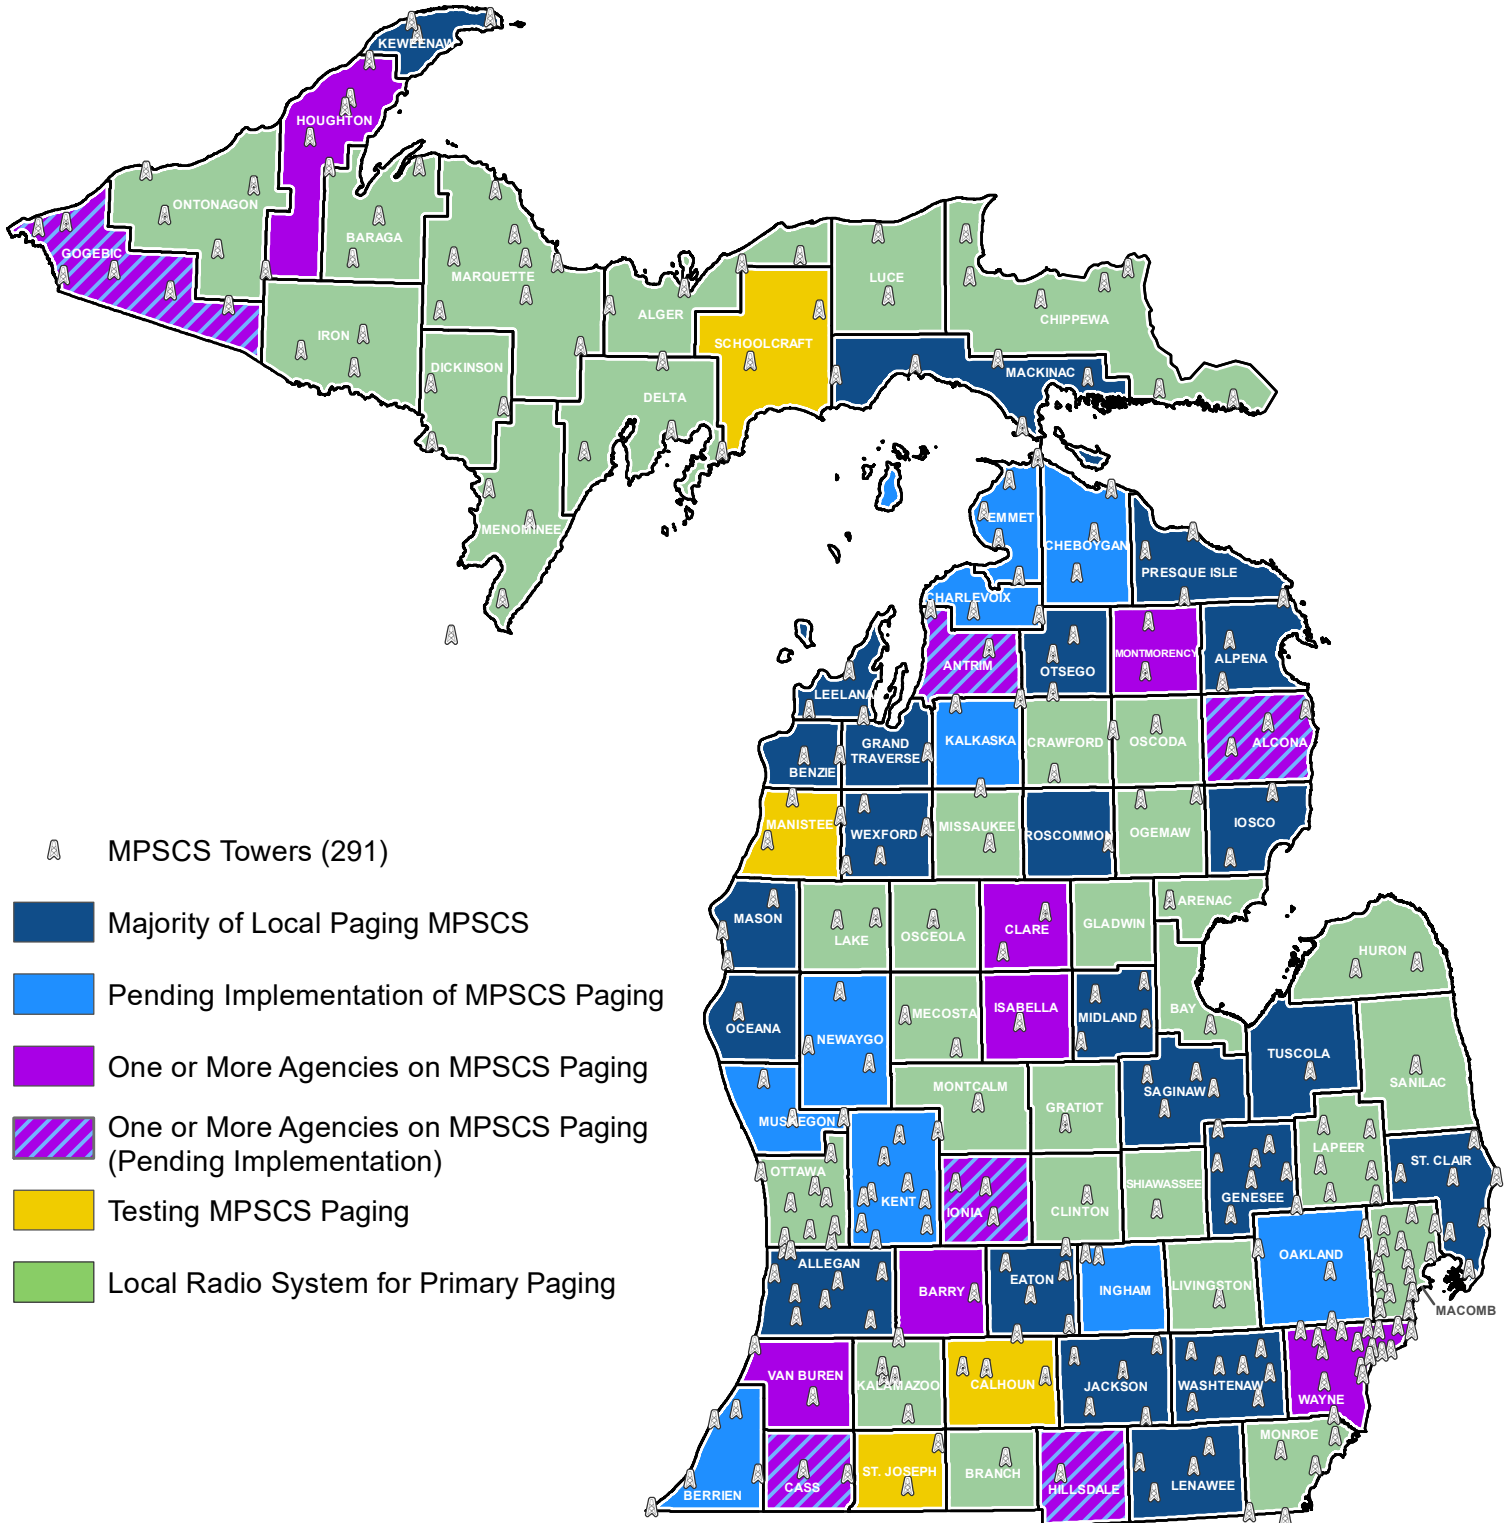 KEWEENAW
HOUGHTON
ONTONAGON
BARAGA
GOGEBIC
MARQUETTE
LUCE
ALGER
CHIPPEWA
IRON
SCHOOLCRAFT
DICKINSON
MACKINAC
DELTA
MENOMINEE
EMMET
CHEBOYGAN
PRESQUE ISLE
CHARLEVOIX
ANTRIM
OTSEGO
MONTMORENCY
ALPENA
LEELANA
GRAND
TRAVERSE
KALKASKA
CRAWFORD
OSCODA
ALCONA
BENZIE
MANISTEE
WEXFORD
MISSAUKEE
ROSCOMMON
OGEMAW
IOSCO
MPSCS Towers (291)
Majority of Local Paging MPSCS
Pending Implementation of MPSCS Paging
One or More Agencies on MPSCS Paging
One or More Agencies on MPSCS Paging
(Pending Implementation)
Testing MPSCS Paging
Local Radio System for Primary Paging
MASON
LAKE
OSCEOLA
CLARE
GLADWIN
ARENAC
HURON
OCEANA
NEWAYGO
MECOSTA
ISABELLA
MIDLAND
BAY
TUSCOLA
SANILAC
MUSKEGON
MONTCALM
GRATIOT
SAGINAW
LAPEER
ST. CLAIR
OTTAWA
KENT
IONIA
CLINTON
SHIAWASSEE
GENESEE
ALLEGAN
BARRY
EATON
INGHAM
LIVINGSTON
OAKLAND
MACOMB
VAN BUREN
KALAMAZOO
CALHOUN
JACKSON
WASHTENAW
WAYNE
BERRIEN
CASS
ST. JOSEPH
BRANCH
HILLSDALE
LENAWEE
MONROE